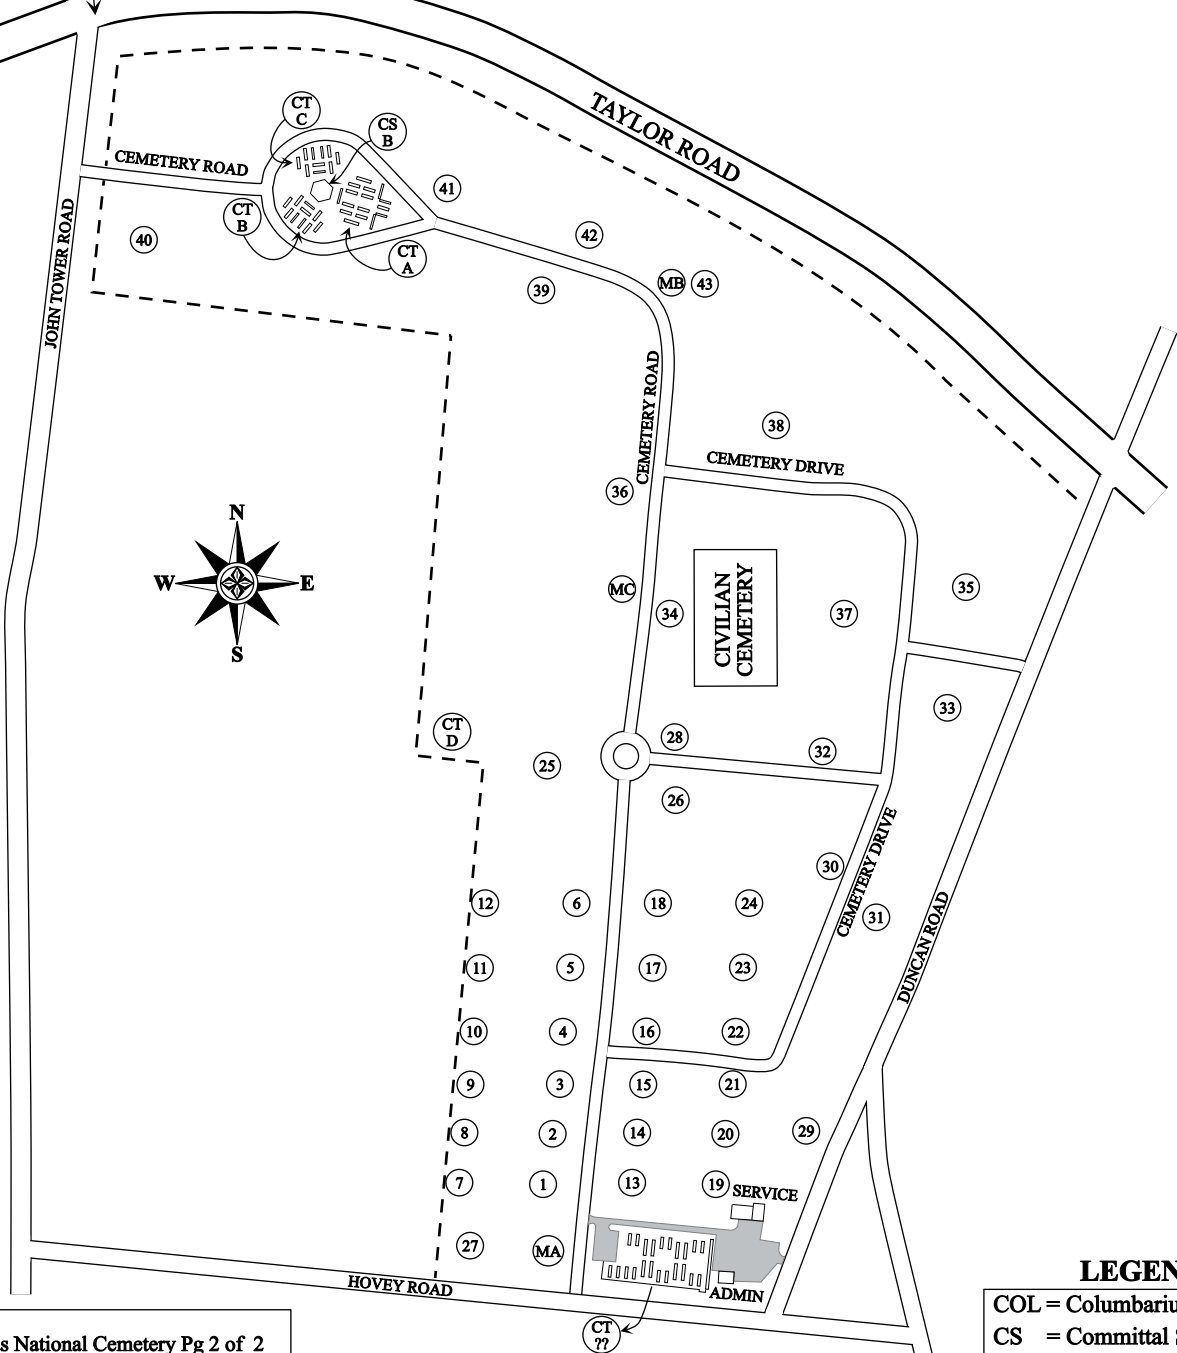 TAYLOR ROAD
CT
C
CS
B
CEMETERY ROAD
41
CT
B
40
42
CT
A
JOHN TOWER ROAD
39
MB
43
CEMETERY ROAD
38
CEMETERY DRIVE
36
N
W
E
S
MC
34
CIVILIAN
CEMETERY
37
35
33
CT
D
28
32
25
26
30
CEMETERY DRIVE
31
12
6
18
24
DUNCAN ROAD
11
5
17
23
10
4
16
22
9
3
15
21
8
2
14
20
29
7
1
13
19
SERVICE
27
MA
HOVEY ROAD
ADMIN
CT
??
LEGEN
COL = Columbariu
CS = Committal S
s National Cemetery Pg 2 of 2